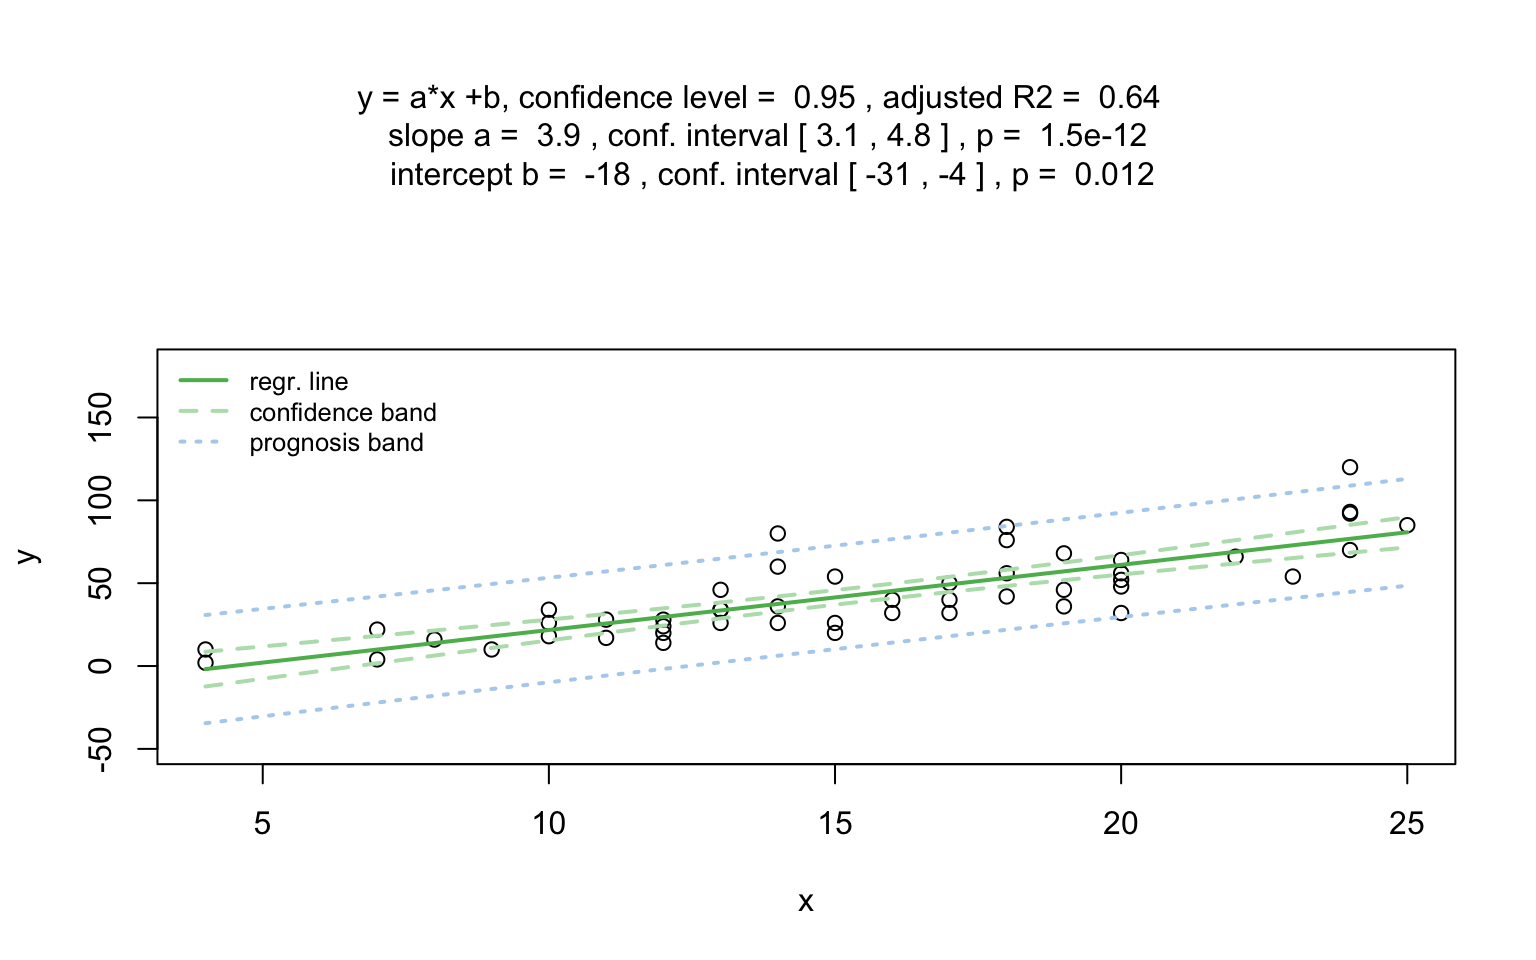 y = a*x +b, confidence level =  0.95 , adjusted R2 =  0.64
slope a =  3.9 , conf. interval [ 3.1 , 4.8 ] , p =  1.5e-12
intercept b =  -18 , conf. interval [ -31 , -4 ] , p =  0.012
regr. line
confidence band
prognosis band
150
100
50
0
-50
y
5 10 15 20 25
x